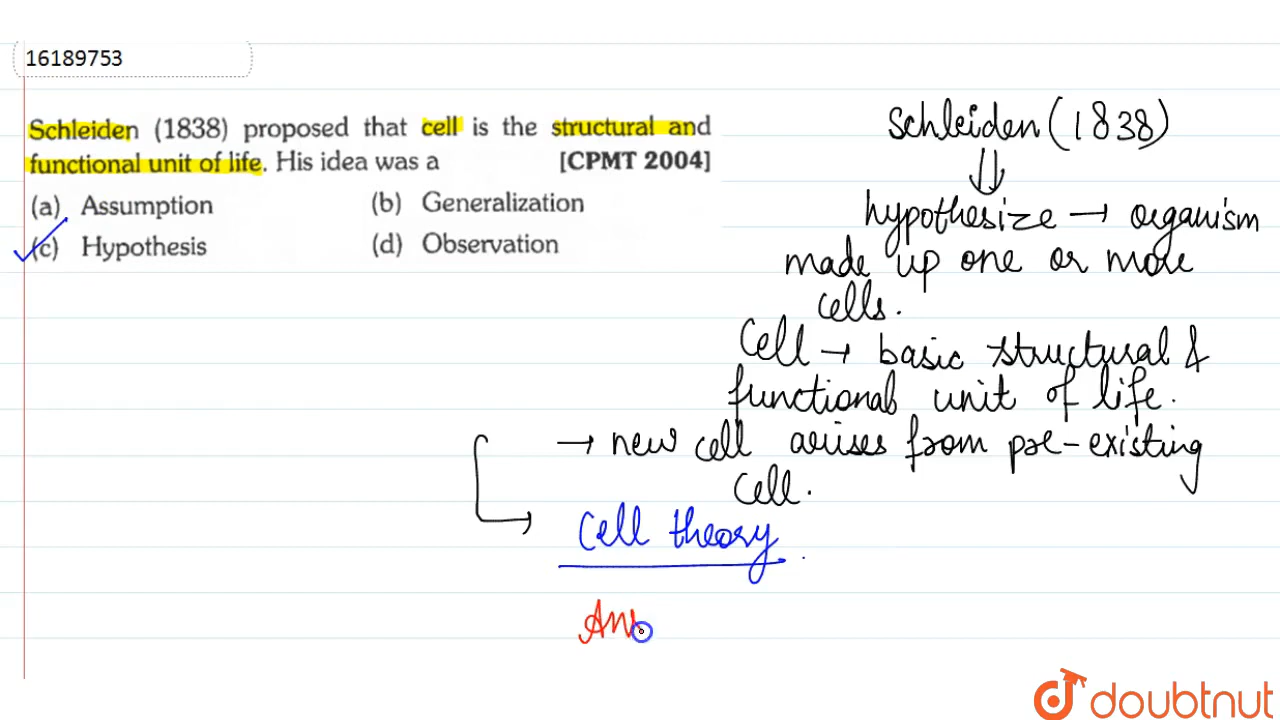 16189753
Schleiden (1838) proposed that cell is the structural and
functional unit of life. His idea was a [CPMT 2004]
(a) Assumption (b) Generalization
(c) Hypothesis (d) Observation
Schleiden (1838)
hypothesize → organism
made up one or more
cells.
Cell → basic structural &
functional unit of life.
→ new cell arises from pre-existing
cell.
Cell theory.
An
doubtnut